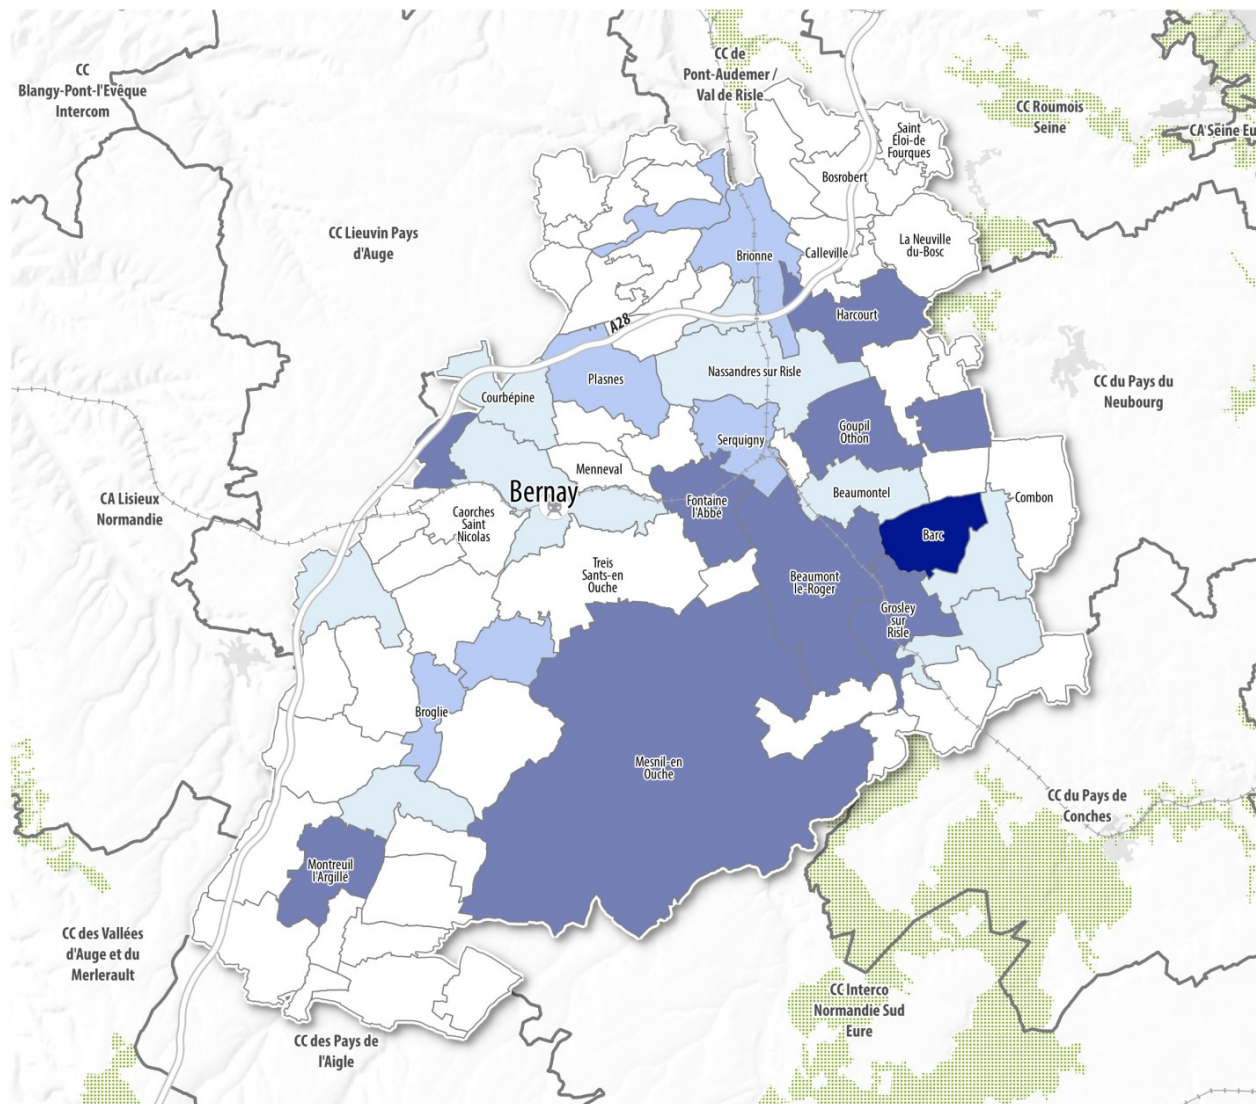 CC
Blangy-Pont-l'Evêque
Intercom
CC de
Pont-Audemer /
Val de Risle
CC Roumois
Seine
CA Seine Eu
Saint
Éloi-de
Fourques
Bosrobert
CC Lieuvin Pays
d'Auge
Brionne
Calleville
La Neuville
du-Bosc
Harcourt
A28
Nassandres sur Risle
Plasnes
CC du Pays du
Neubourg
Courbépine
Goupil
Othon
Serquigny
Menneval
CA Lisieux
Normandie
Bernay
Fontaine
l'Abbé
Beaumontel
Combon
Caorches
Saint
Nicolas
Barc
Treis
Sants-en
Ouche
Beaumont
le-Roger
Grosley
sur
Risle
Broglie
Mesnil-en
Ouche
CC du Pays de
Conches
Montreuil
l'Argillé
CC des Vallées
d'Auge et du
Merlerault
CC Interco
Normandie Sud
Eure
CC des Pays de
l'Aigle